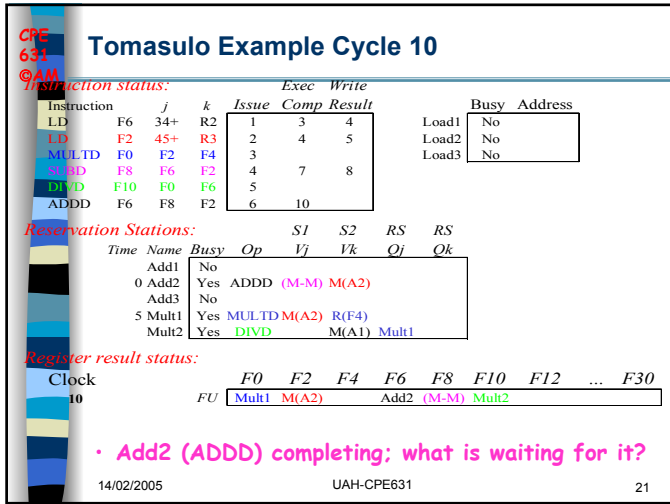 CPE
631
©AM
Tomasulo Example Cycle 10
Instruction status: Exec Write
Instruction j k Issue Comp Result Busy Address
LD F6 34+ R2 1 3 4 Load1 No
LD F2 45+ R3 2 4 5 Load2 No
MULTD F0 F2 F4 3 Load3 No
SUBD F8 F6 F2 4 7 8
DIVD F10 F0 F6 5
ADDD F6 F8 F2 6 10
Reservation Stations: S1 S2 RS RS
Time Name Busy Op Vj Vk Qj Qk
Add1 No
0 Add2 Yes ADDD (M-M) M(A2)
Add3 No
5 Mult1 Yes MULTD M(A2) R(F4)
Mult2 Yes DIVD M(A1) Mult1
Register result status:
Clock F0 F2 F4 F6 F8 F10 F12 ... F30
10 FU Mult1 M(A2) Add2 (M-M) Mult2
• Add2 (ADDD) completing; what is waiting for it?
14/02/2005 UAH-CPE631 21